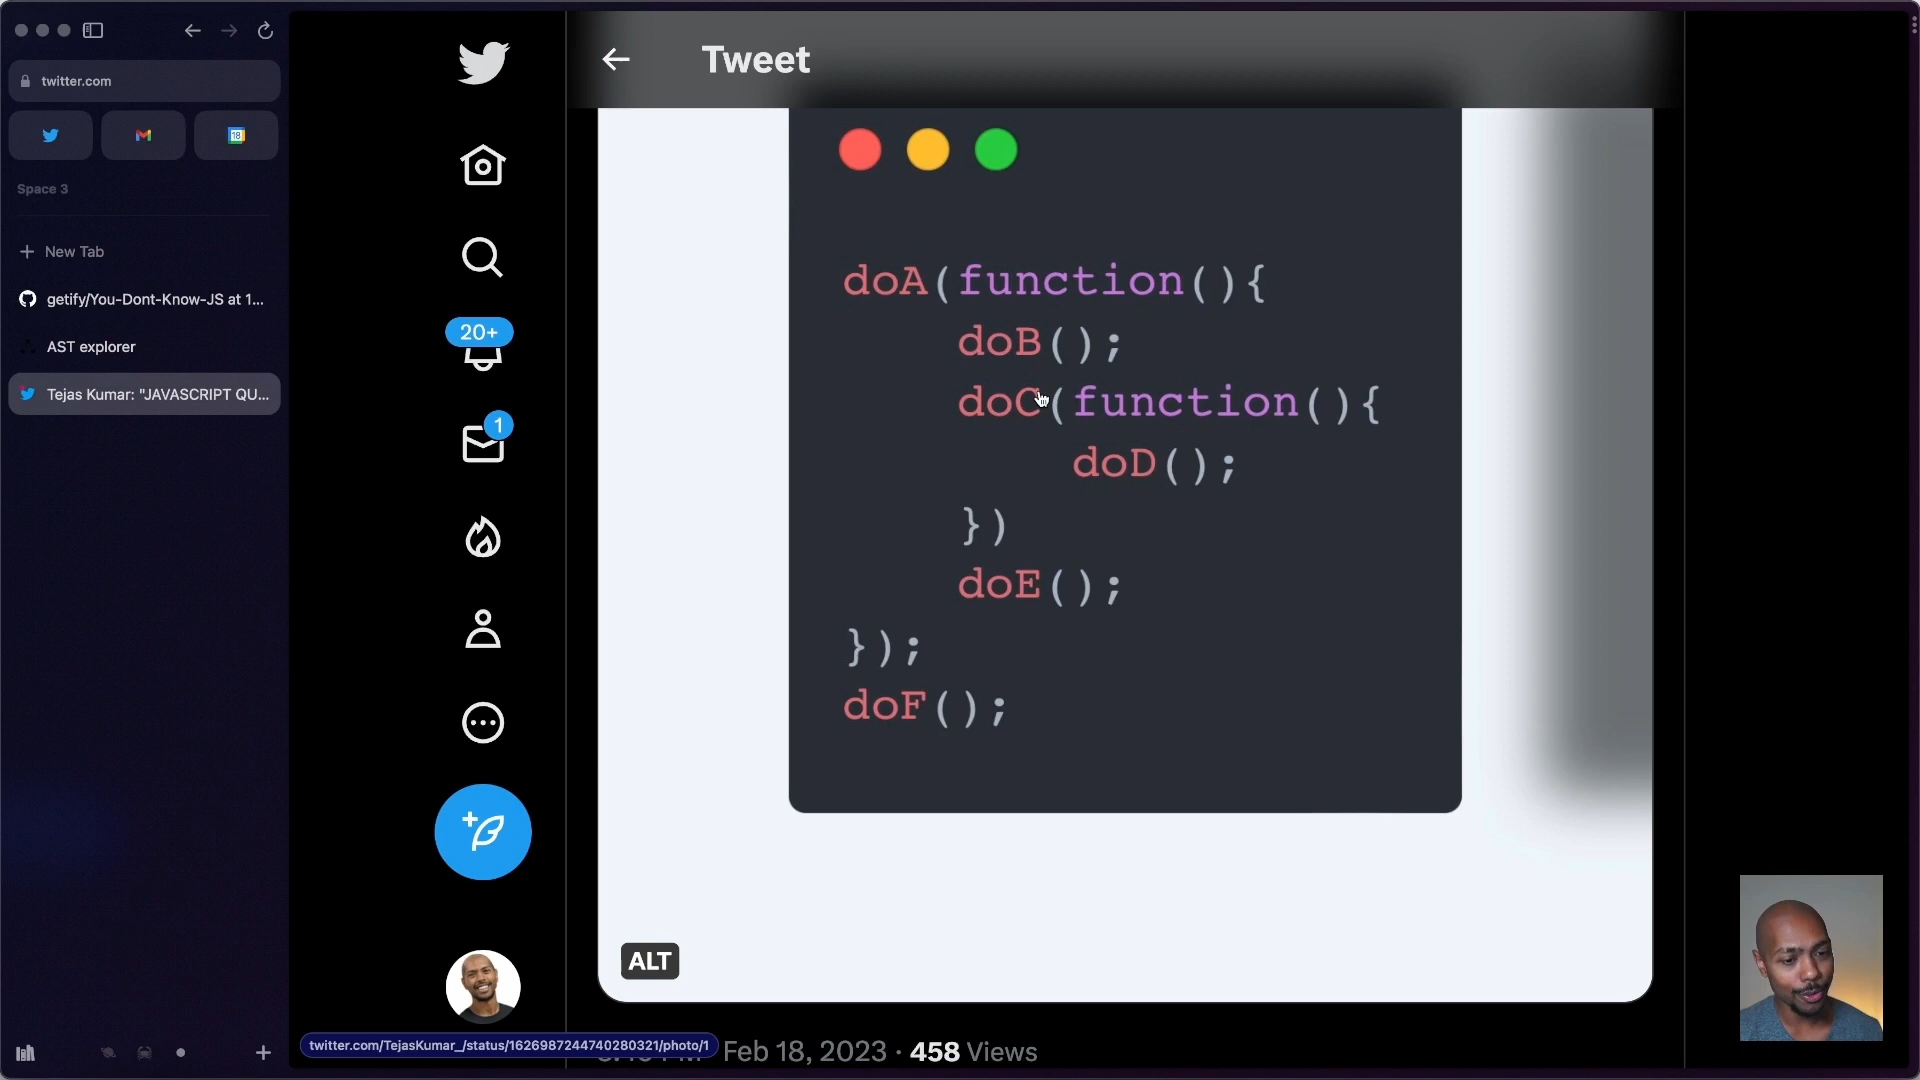 twitter.com
18
Space 3
New Tab
getify/You-Dont-Know-JS at 1...
AST explorer
Tejas Kumar: "JAVASCRIPT QU...
20+
1
Tweet
doA(function(){
doB();
doC(function(){
doD();
})
doE();
});
doF();
ALT
twitter.com/TejasKumar_/status/1626987244740280321/photo/1
Feb 18, 2023 · 458 Views